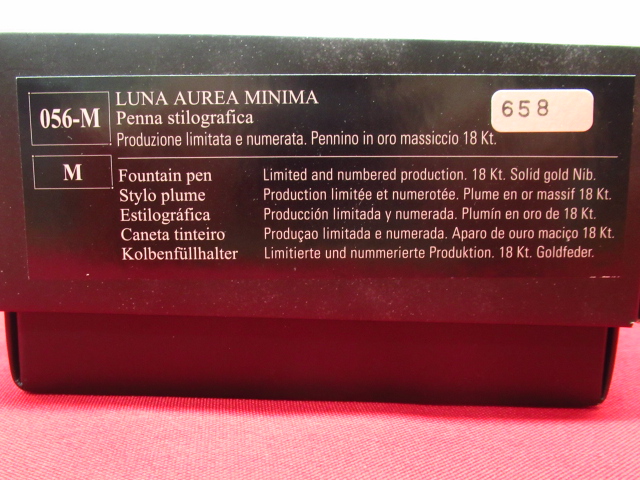 056-M
LUNA AUREA MINIMA
Penna stilografica
Produzione limitata e numerata. Pennino in oro massiccio 18 Kt.
658
M
Fountain pen Limited and numbered production. 18 Kt. Solid gold Nib.
Stylo plume Production limitée et numerotée. Plume en or massif 18 Kt.
Estilográfica Producción limitada y numerada. Plumín en oro de 18 Kt.
Caneta tinteiro Produçao limitada e numerada. Aparo de ouro maciço 18 Kt.
Kolbenfüllhalter Limitierte und nummerierte Produktion. 18 Kt. Goldfeder.